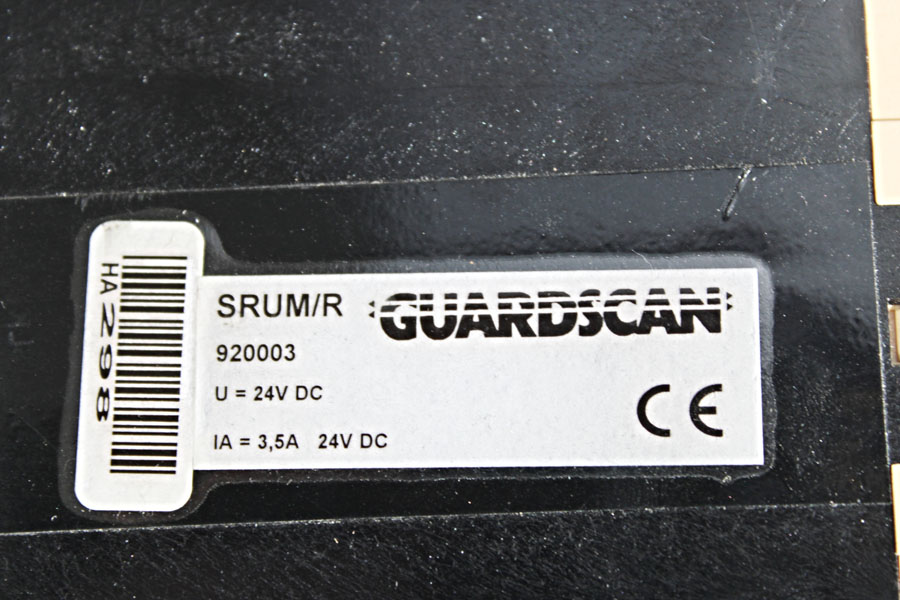 HA 298
SRUM/R
GUARDSCAN
920003
U = 24V DC
IA = 3,5A 24V DC
CE